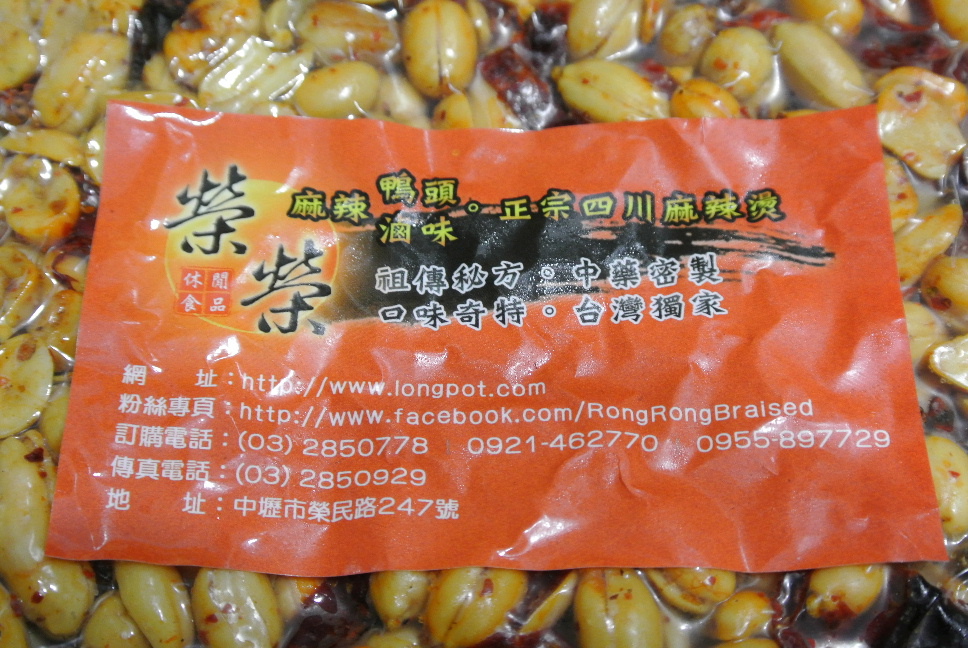 榮榮
休閒
食品
麻辣鴨頭滷味。正宗四川麻辣燙
祖傳秘方。中藥密製
口味奇特。台灣獨家
網 址：http://www.longpot.com
粉絲專頁：http://www.facebook.com/RongRongBraised
訂購電話：(03) 2850778 0921-462770 0955-897729
傳真電話：(03) 2850929
地 址：中壢市榮民路247號